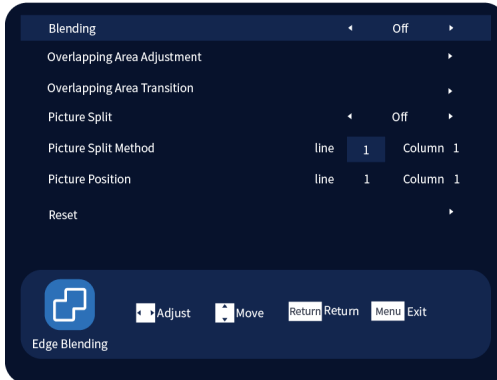 Blending Off
Overlapping Area Adjustment
Overlapping Area Transition
Picture Split Off
Picture Split Method line 1 Column 1
Picture Position line 1 Column 1
Reset
Adjust Move Return Return Menu Exit
Edge Blending